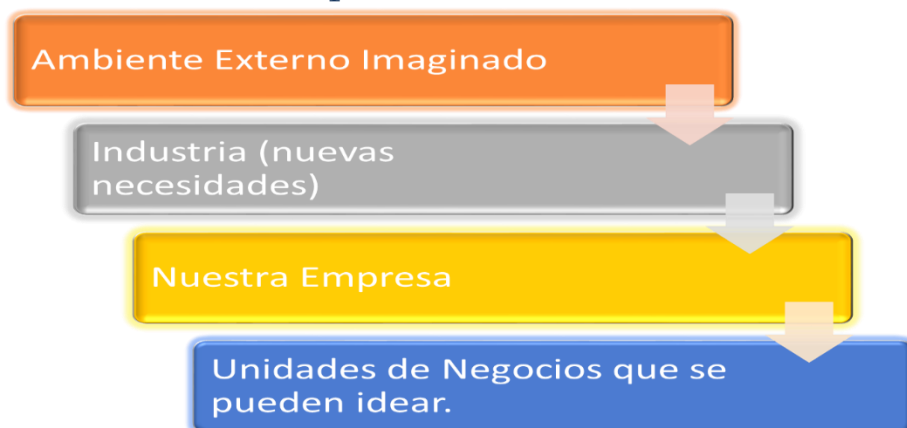 Ambiente Externo Imaginado
Industria (nuevas
necesidades)
Nuestra Empresa
Unidades de Negocios que se
pueden idear.